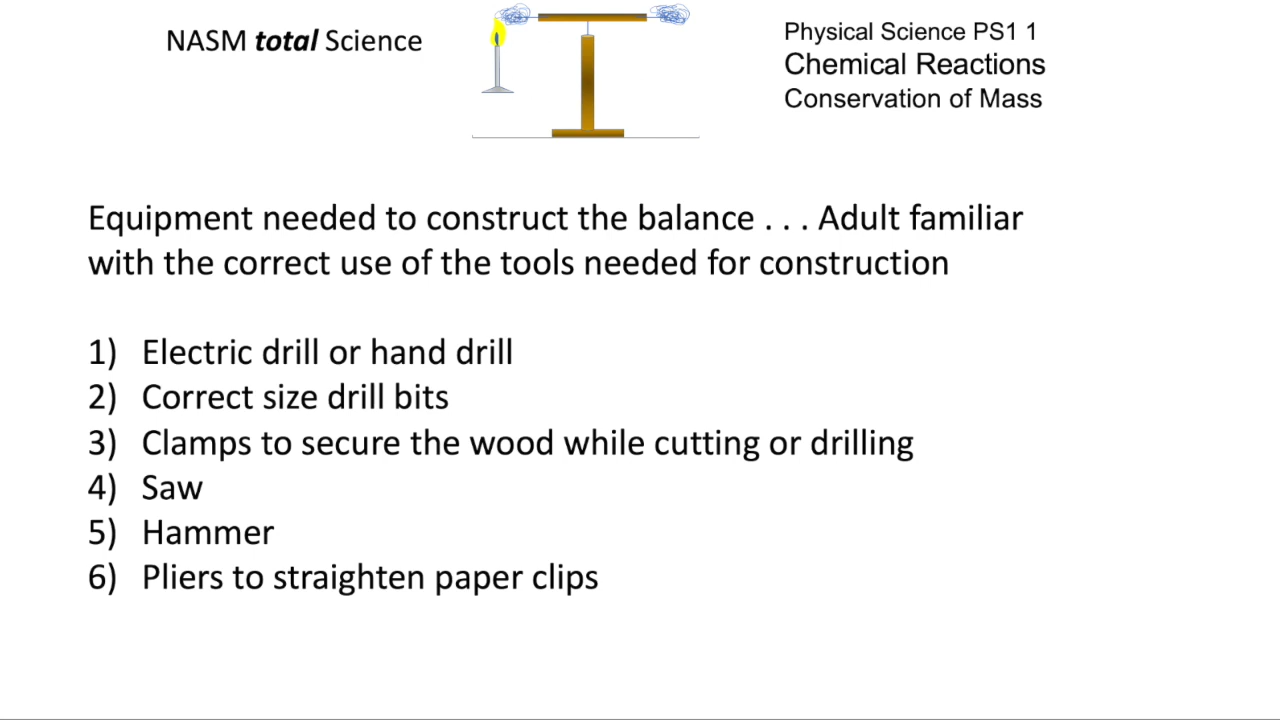 NASM total Science
Physical Science PS1 1
Chemical Reactions
Conservation of Mass
Equipment needed to construct the balance . . . Adult familiar
with the correct use of the tools needed for construction
1) Electric drill or hand drill
2) Correct size drill bits
3) Clamps to secure the wood while cutting or drilling
4) Saw
5) Hammer
6) Pliers to straighten paper clips